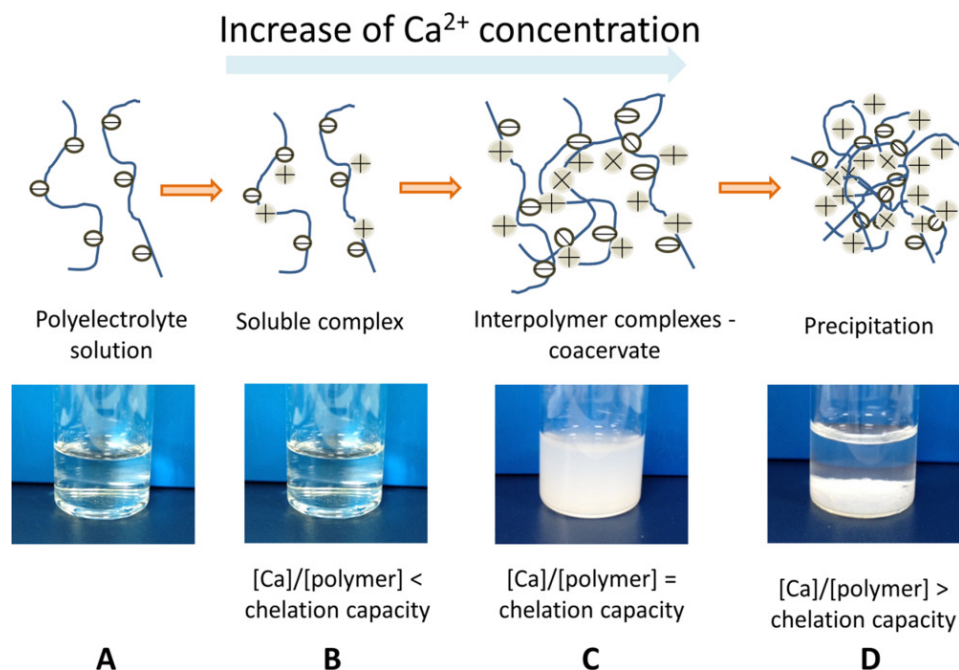 Increase of Ca²⁺ concentration
Polyelectrolyte
solution
Soluble complex
Interpolymer complexes -
coacervate
Precipitation
[Ca]/[polymer] <
chelation capacity
[Ca]/[polymer] =
chelation capacity
[Ca]/[polymer] >
chelation capacity
A
B
C
D